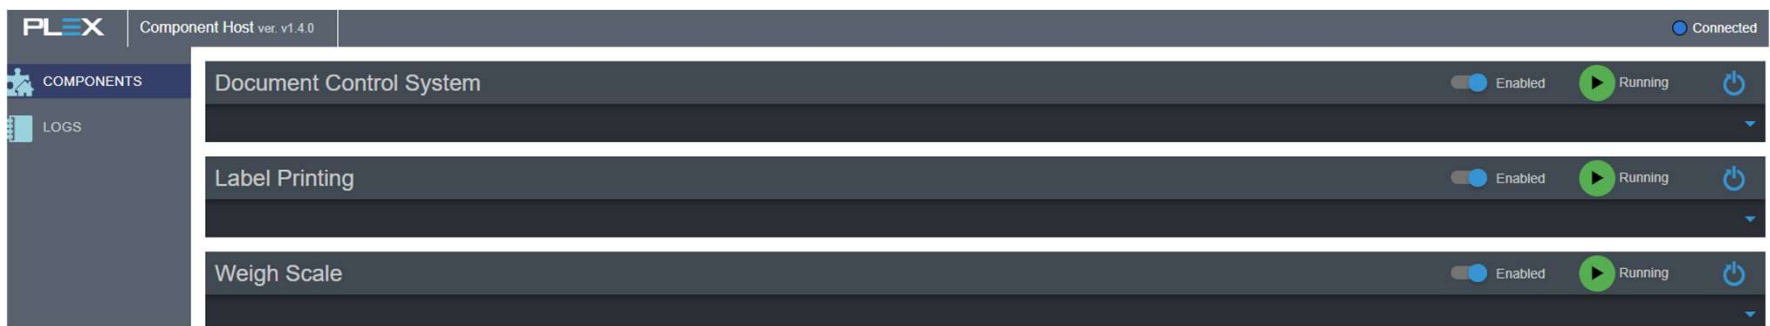 PLEX
Component Host ver. v1.4.0
Connected
COMPONENTS
LOGS
Document Control System
Enabled
Running
Label Printing
Enabled
Running
Weigh Scale
Enabled
Running